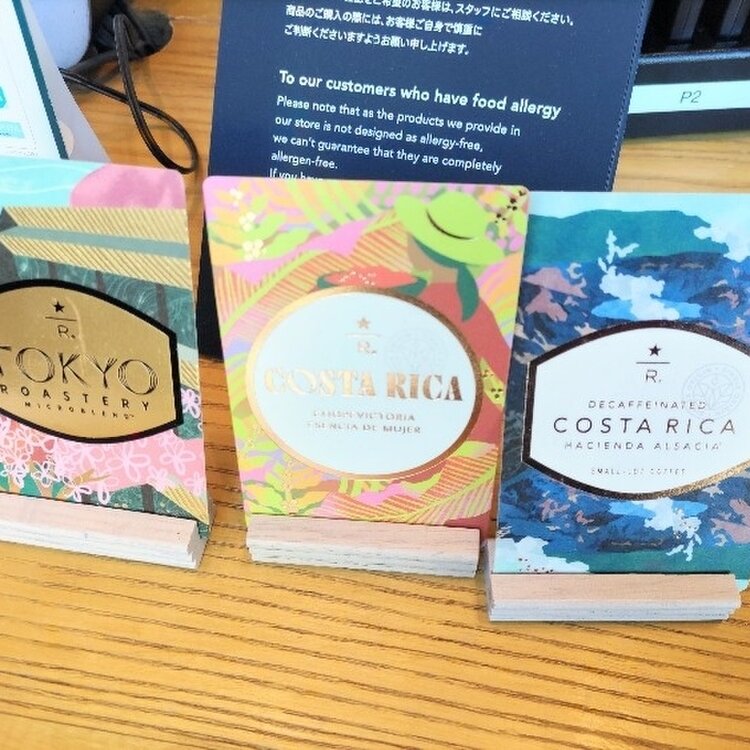 商品のご購入の際には、お客様ご自身で慎重に
ご判断くださいますようお願い申し上げます。
To our customers who have food allergy
Please note that as the products we provide in
our store is not designed as allergy-free,
we can't guarantee that they are completely
allergen-free.
If you have
P2
R.
TOKYO
ROASTERY
MICROBLEND™
R.
COSTA RICA
ESENCIA DE MUJER
R.
DECAFFEINATED
COSTA RICA
HACIENDA ALSACIA
SMALL-LOT COFFEE